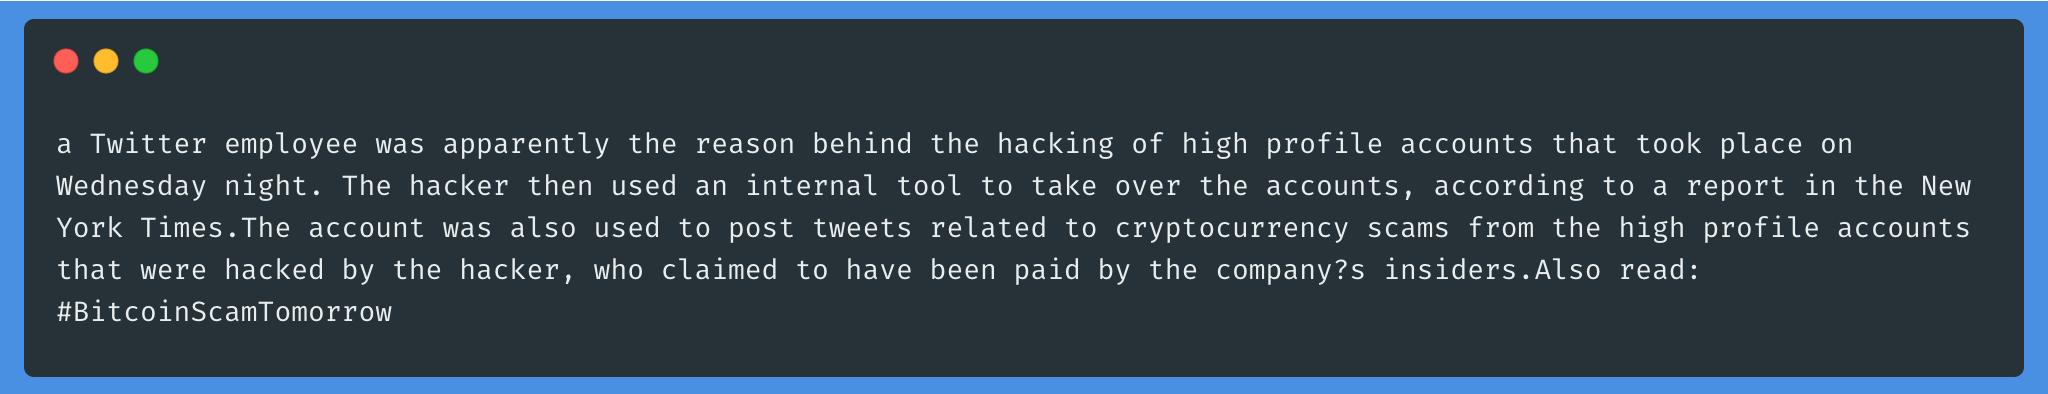 a Twitter employee was apparently the reason behind the hacking of high profile accounts that took place on
Wednesday night. The hacker then used an internal tool to take over the accounts, according to a report in the New
York Times.The account was also used to post tweets related to cryptocurrency scams from the high profile accounts
that were hacked by the hacker, who claimed to have been paid by the company?s insiders.Also read:
#BitcoinScamTomorrow